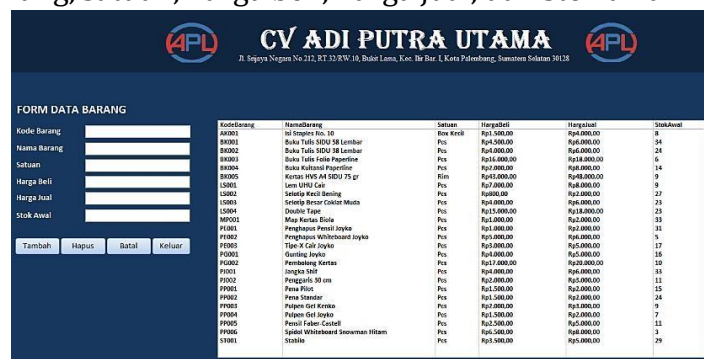 APL CV ADI PUTRA UTAMA APL
Jl. Srijaya Negara No.212, RT.32/RW.10, Bukit Lama, Kec. Ilir Bar. I, Kota Palembang, Sumatera Selatan 30128
FORM DATA BARANG
Kode Barang
Nama Barang
Satuan
Harga Beli
Harga Jual
Stok Awal
Tambah Hapus Batal Keluar
KodeBarang NamaBarang Satuan HargaBeli HargaJual StokAwal
AK001 Isi Staples No. 10 Box Kecil Rp1.500,00 Rp4.000,00 8
BK001 Buku Tulis SIDU 58 Lembar Pcs Rp4.500,00 Rp6.000,00 34
BK002 Buku Tulis SIDU 38 Lembar Pcs Rp4.000,00 Rp6.000,00 24
BK003 Buku Tulis Folio Paperline Pcs Rp16.000,00 Rp18.000,00 6
BK004 Buku Kuitansi Paperline Pcs Rp2.000,00 Rp8.000,00 14
BK005 Kertas HVS A4 SIDU 75 gr Rim Rp43.000,00 Rp48.000,00 9
LS001 Lem UHU Cair Pcs Rp7.000,00 Rp8.000,00 9
LS002 Selotip Kecil Bening Pcs Rp800,00 Rp2.000,00 27
LS003 Selotip Besar Coklat Muda Pcs Rp4.000,00 Rp6.000,00 23
LS004 Double Tape Pcs Rp15.000,00 Rp18.000,00 23
MP001 Map Kertas Biola Pcs Rp1.000,00 Rp2.000,00 33
PE001 Penghapus Pensil Joyko Pcs Rp1.000,00 Rp2.000,00 31
PE002 Penghapus Whiteboard Joyko Pcs Rp5.000,00 Rp6.000,00 5
PE003 Tipe-X Cair Joyko Pcs Rp3.000,00 Rp5.000,00 17
PG001 Gunting Joyko Pcs Rp4.000,00 Rp5.000,00 16
PG002 Pembolong Kertas Pcs Rp17.000,00 Rp20.000,00 10
PJ001 Jangka Shif Pcs Rp4.000,00 Rp6.000,00 33
PJ002 Penggaris 30 cm Pcs Rp2.000,00 Rp3.000,00 11
PP001 Pena Pilot Pcs Rp1.500,00 Rp2.000,00 15
PP002 Pena Standar Pcs Rp1.500,00 Rp2.000,00 24
PP003 Pulpen Gel Kenko Pcs Rp2.000,00 Rp3.000,00 9
PP004 Pulpen Gel Joyko Pcs Rp1.500,00 Rp2.000,00 7
PP005 Pensil Faber-Castell Pcs Rp2.500,00 Rp5.000,00 11
PP006 Spidol Whiteboard Snowman Hitam Pcs Rp6.500,00 Rp8.000,00 3
ST001 Stabilo Pcs Rp3.500,00 Rp5.000,00 29